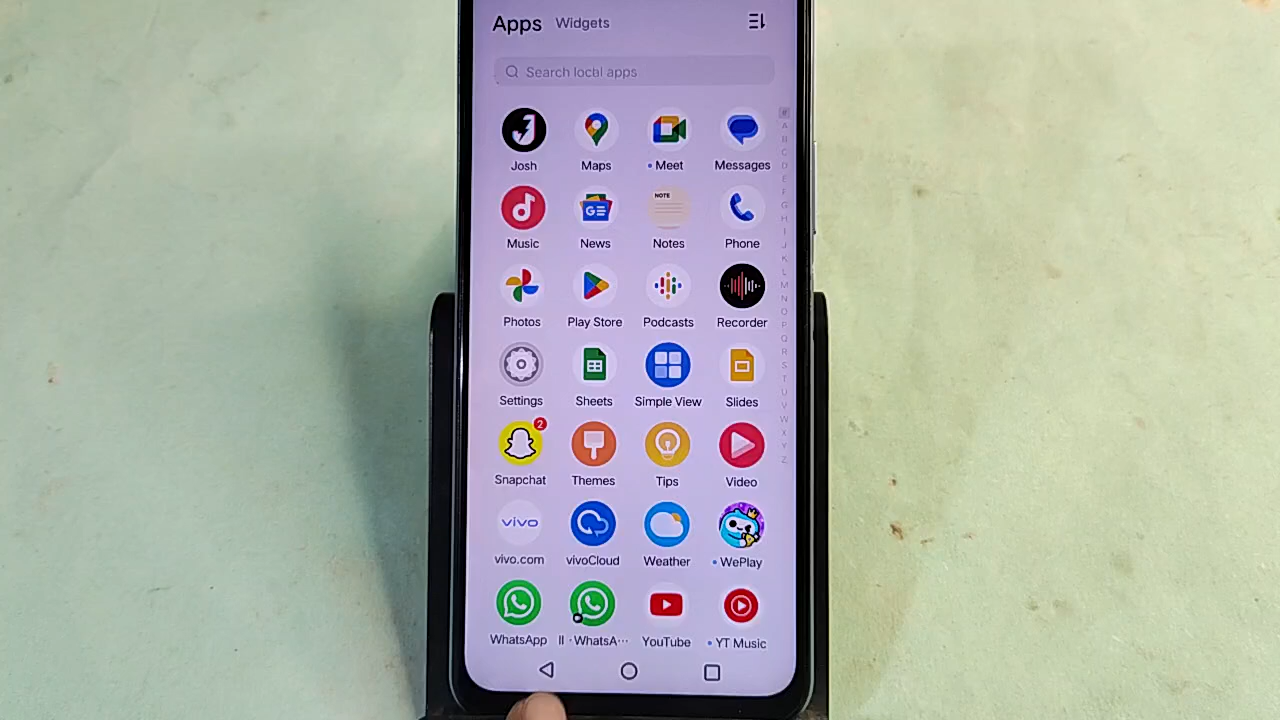 Apps Widgets
Search local apps
Josh Maps Meet Messages
NOTE
Music News Notes Phone
Photos Play Store Podcasts Recorder
Settings Sheets Simple View Slides
2
Snapchat Themes Tips Video
vivo
vivo.com vivoCloud Weather WePlay
WhatsApp II · WhatsA··· YouTube YT Music
#
A
B
C
D
E
F
G
H
I
J
K
L
M
N
O
P
Q
R
S
T
U
V
W
X
Y
Z